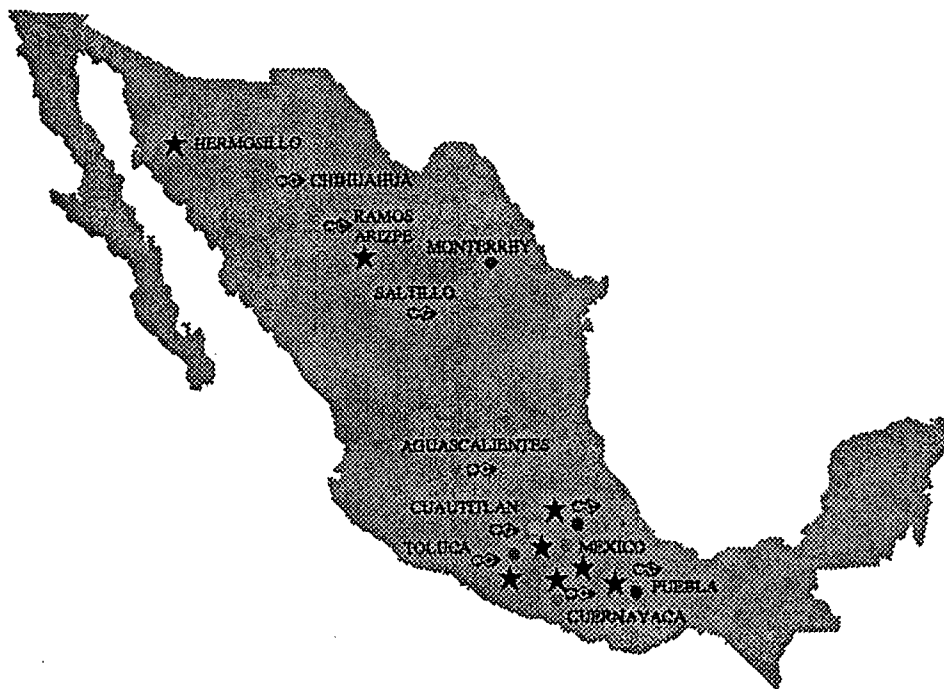 HERMOSILLO
CHIHUAHUA
RAMOS
ARIZPE
MONTERREY
SALTILLO
AGUASCALIENTES
CUAUTITLAN
TOLUCA
MEXICO
PUEBLA
CUERNAVACA